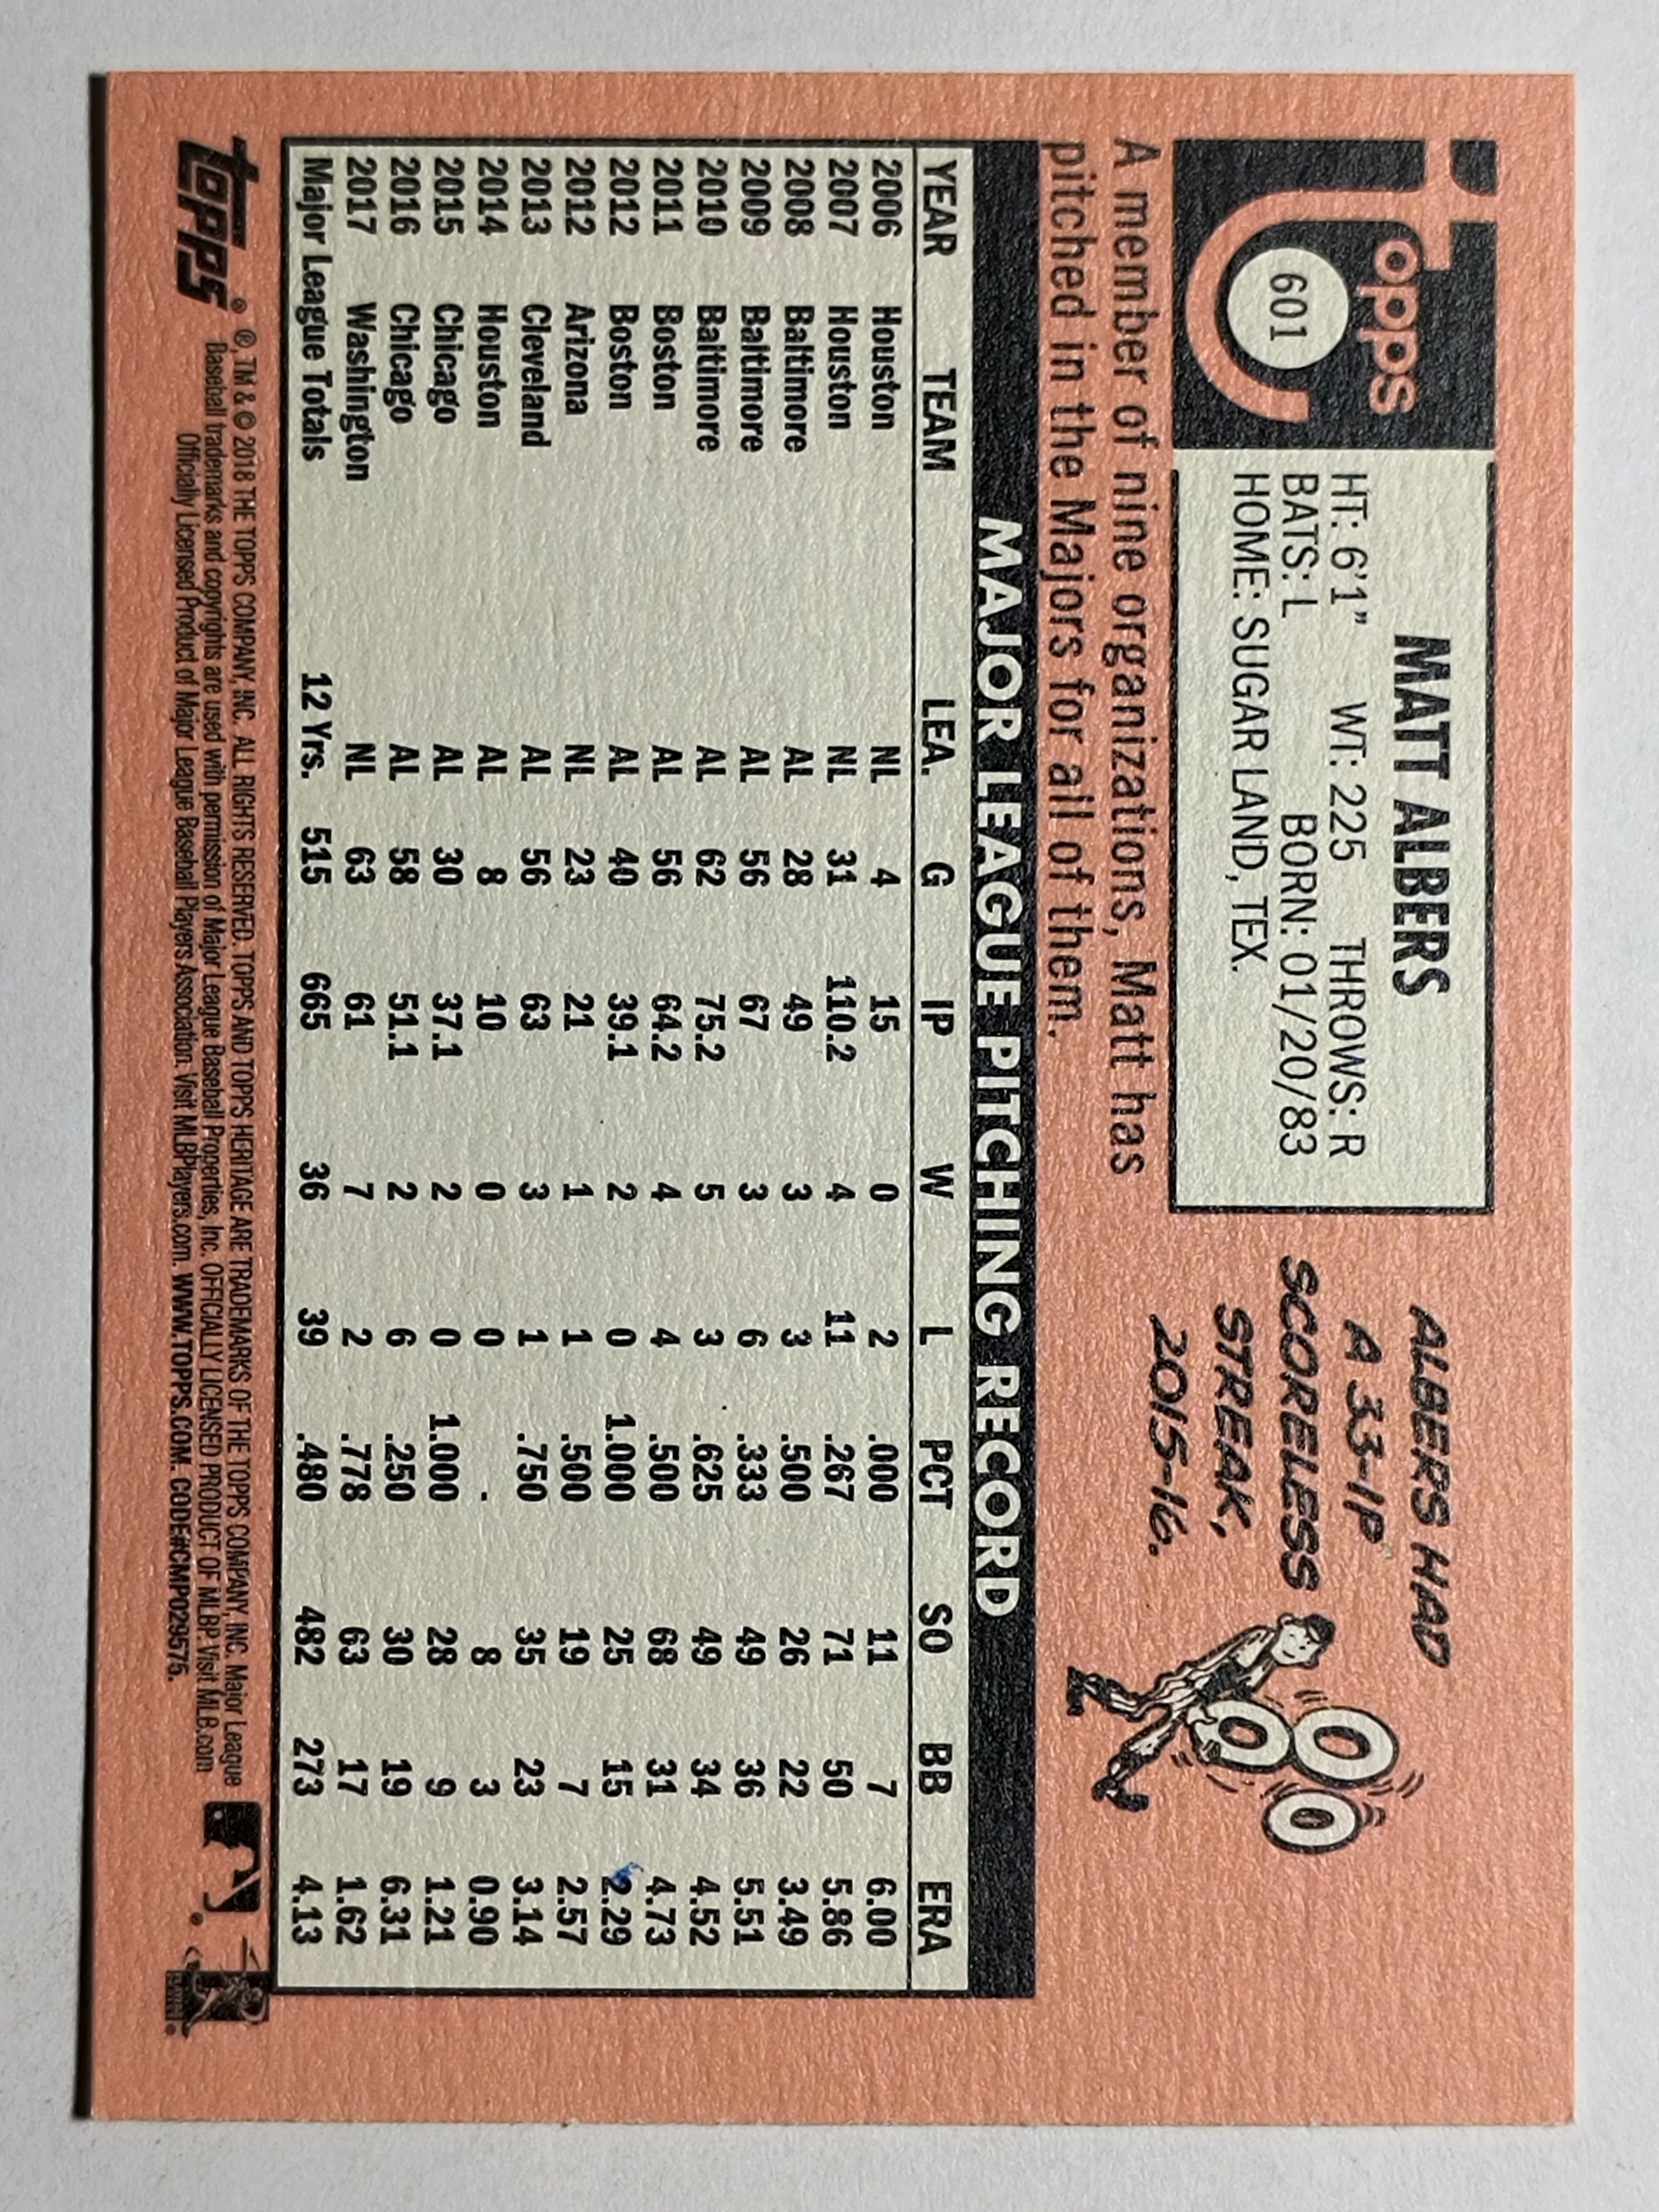 Topps
601
MATT ALBERS
HT: 6'1" WT: 225 THROWS: R
BATS: L BORN: 01/20/83
HOME: SUGAR LAND, TEX.
ALBERS HAD
A 33-IP
SCORELESS
STREAK,
2015-16.
0
0
0
A member of nine organizations, Matt has
pitched in the Majors for all of them.
MAJOR LEAGUE PITCHING RECORD
YEAR TEAM LEA. G IP W L PCT SO BB ERA
2006 Houston NL 4 15 0 2 .000 11 7 6.00
2007 Houston NL 31 110.2 4 11 .267 71 50 5.86
2008 Baltimore AL 28 49 3 3 .500 26 22 3.49
2009 Baltimore AL 56 67 3 6 .333 49 36 5.51
2010 Baltimore AL 62 75.2 5 3 .625 49 34 4.52
2011 Boston AL 56 64.2 4 4 .500 68 31 4.73
2012 Boston AL 40 39.1 2 0 1.000 25 15 2.29
2012 Arizona NL 23 21 1 1 .500 19 7 2.57
2013 Cleveland AL 56 63 3 1 .750 35 23 3.14
2014 Houston AL 8 10 0 0 - 8 3 0.90
2015 Chicago AL 30 37.1 2 0 1.000 28 9 1.21
2016 Chicago AL 58 51.1 2 6 .250 30 19 6.31
2017 Washington NL 63 61 7 2 .778 63 17 1.62
Major League Totals 12 Yrs. 515 665 36 39 .480 482 273 4.13
Topps®
®, TM & © 2018 THE TOPPS COMPANY, INC. ALL RIGHTS RESERVED. TOPPS AND TOPPS HERITAGE ARE TRADEMARKS OF THE TOPPS COMPANY, INC. Major League
Baseball trademarks and copyrights are used with permission of Major League Baseball Properties, Inc. OFFICIALLY LICENSED PRODUCT OF MLBP Visit MLB.com
Officially Licensed Product of Major League Baseball Players Association. Visit MLBPlayers.com. WWW.TOPPS.COM. CODE#CMP029575.